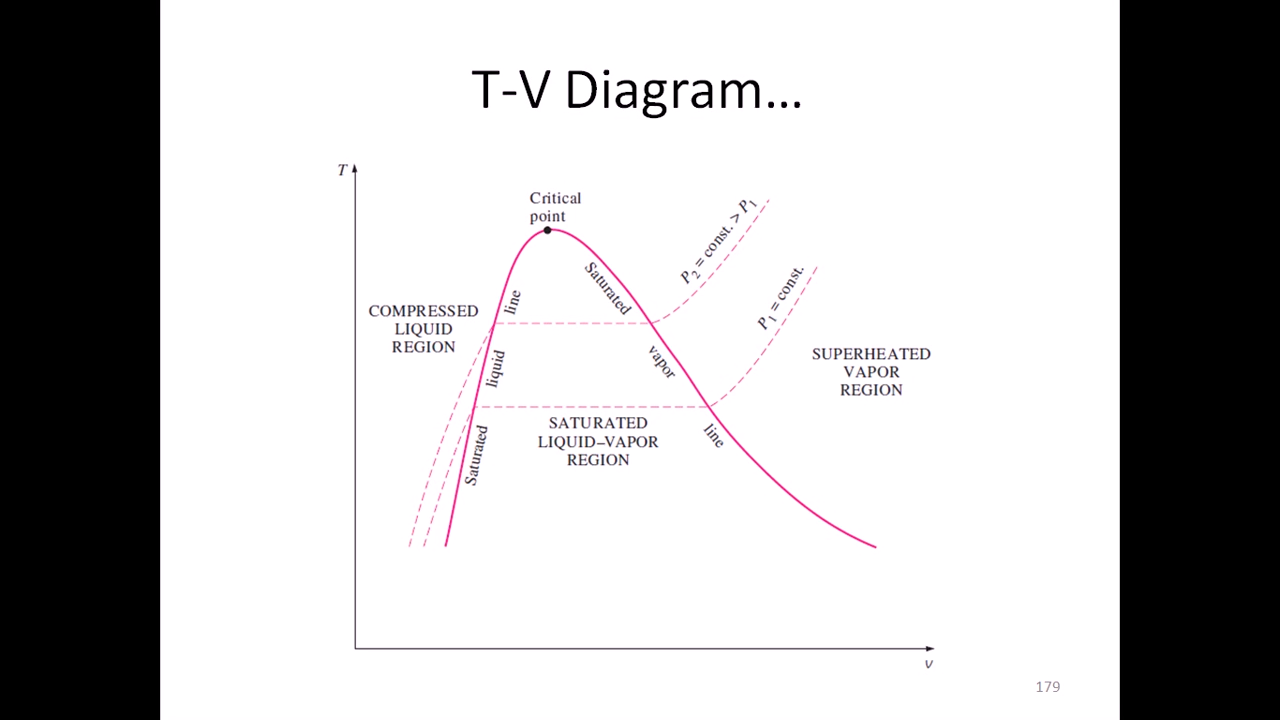 T-V Diagram...
T
Critical
point
P2 = const. > P1
P1 = const.
Saturated
liquid
line
Saturated
vapor
line
COMPRESSED
LIQUID
REGION
SUPERHEATED
VAPOR
REGION
SATURATED
LIQUID–VAPOR
REGION
v
179